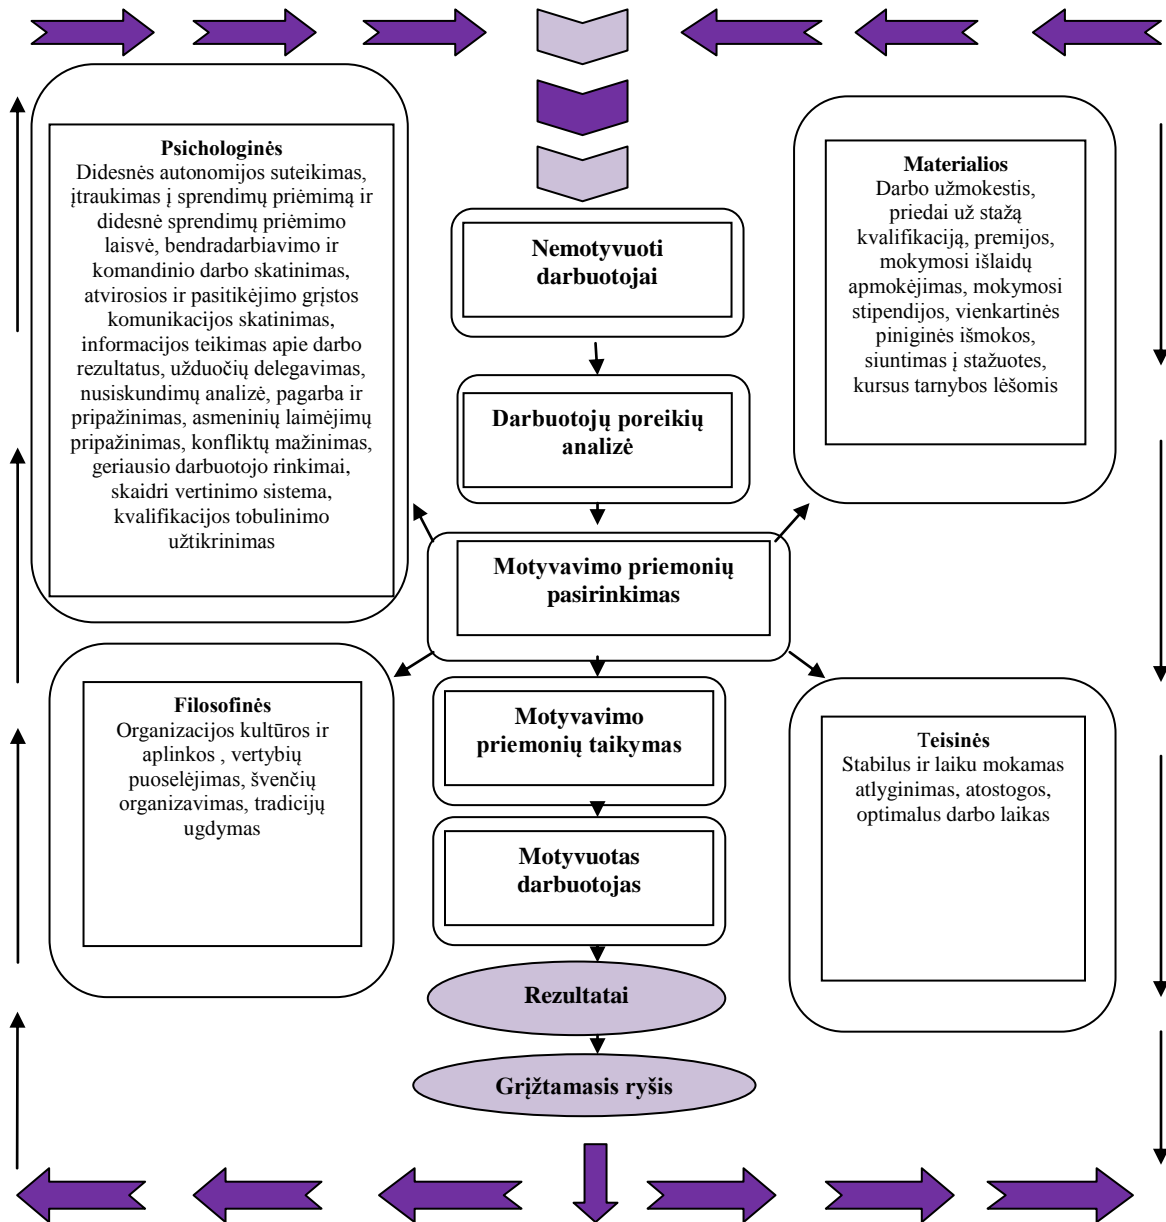 Psichologinės
Didesnės autonomijos suteikimas,
įtraukimas į sprendimų priėmimą ir
didesnė sprendimų priėmimo
laisvė, bendradarbiavimo ir
komandinio darbo skatinimas,
atvirosios ir pasitikėjimo grįstos
komunikacijos skatinimas,
informacijos teikimas apie darbo
rezultatus, užduočių delegavimas,
nusiskundimų analizė, pagarba ir
pripažinimas, asmeninių laimėjimų
pripažinimas, konfliktų mažinimas,
geriausio darbuotojo rinkimai,
skaidri vertinimo sistema,
kvalifikacijos tobulinimo
užtikrinimas
Nemotyvuoti
darbuotojai
Materialios
Darbo užmokestis,
priedai už stažą
kvalifikaciją, premijos,
mokymosi išlaidų
apmokėjimas, mokymosi
stipendijos, vienkartinės
piniginės išmokos,
siuntimas į stažuotes,
kursus tarnybos lėšomis
Darbuotojų poreikių
analizė
Motyvavimo priemonių
pasirinkimas
Filosofinės
Organizacijos kultūros ir
aplinkos , vertybių
puoselėjimas, švenčių
organizavimas, tradicijų
ugdymas
Motyvavimo
priemonių taikymas
Teisinės
Stabilus ir laiku mokamas
atlyginimas, atostogos,
optimalus darbo laikas
Motyvuotas
darbuotojas
Rezultatai
Grįžtamasis ryšis